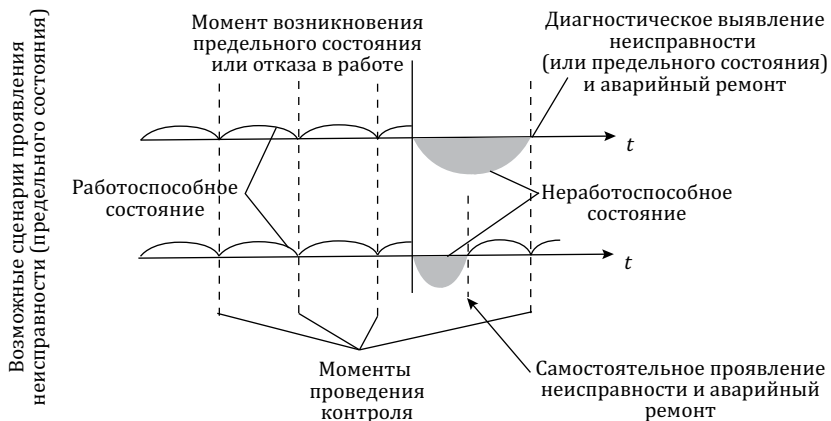 Возможные сценарии проявления
неисправности (предельного состояния)
Момент возникновения
предельного состояния
или отказа в работе
Диагностическое выявление
неисправности
(или предельного состояния)
и аварийный ремонт
t
Работоспособное
состояние
Неработоспособное
состояние
t
Моменты
проведения
контроля
Самостоятельное проявление
неисправности и аварийный
ремонт